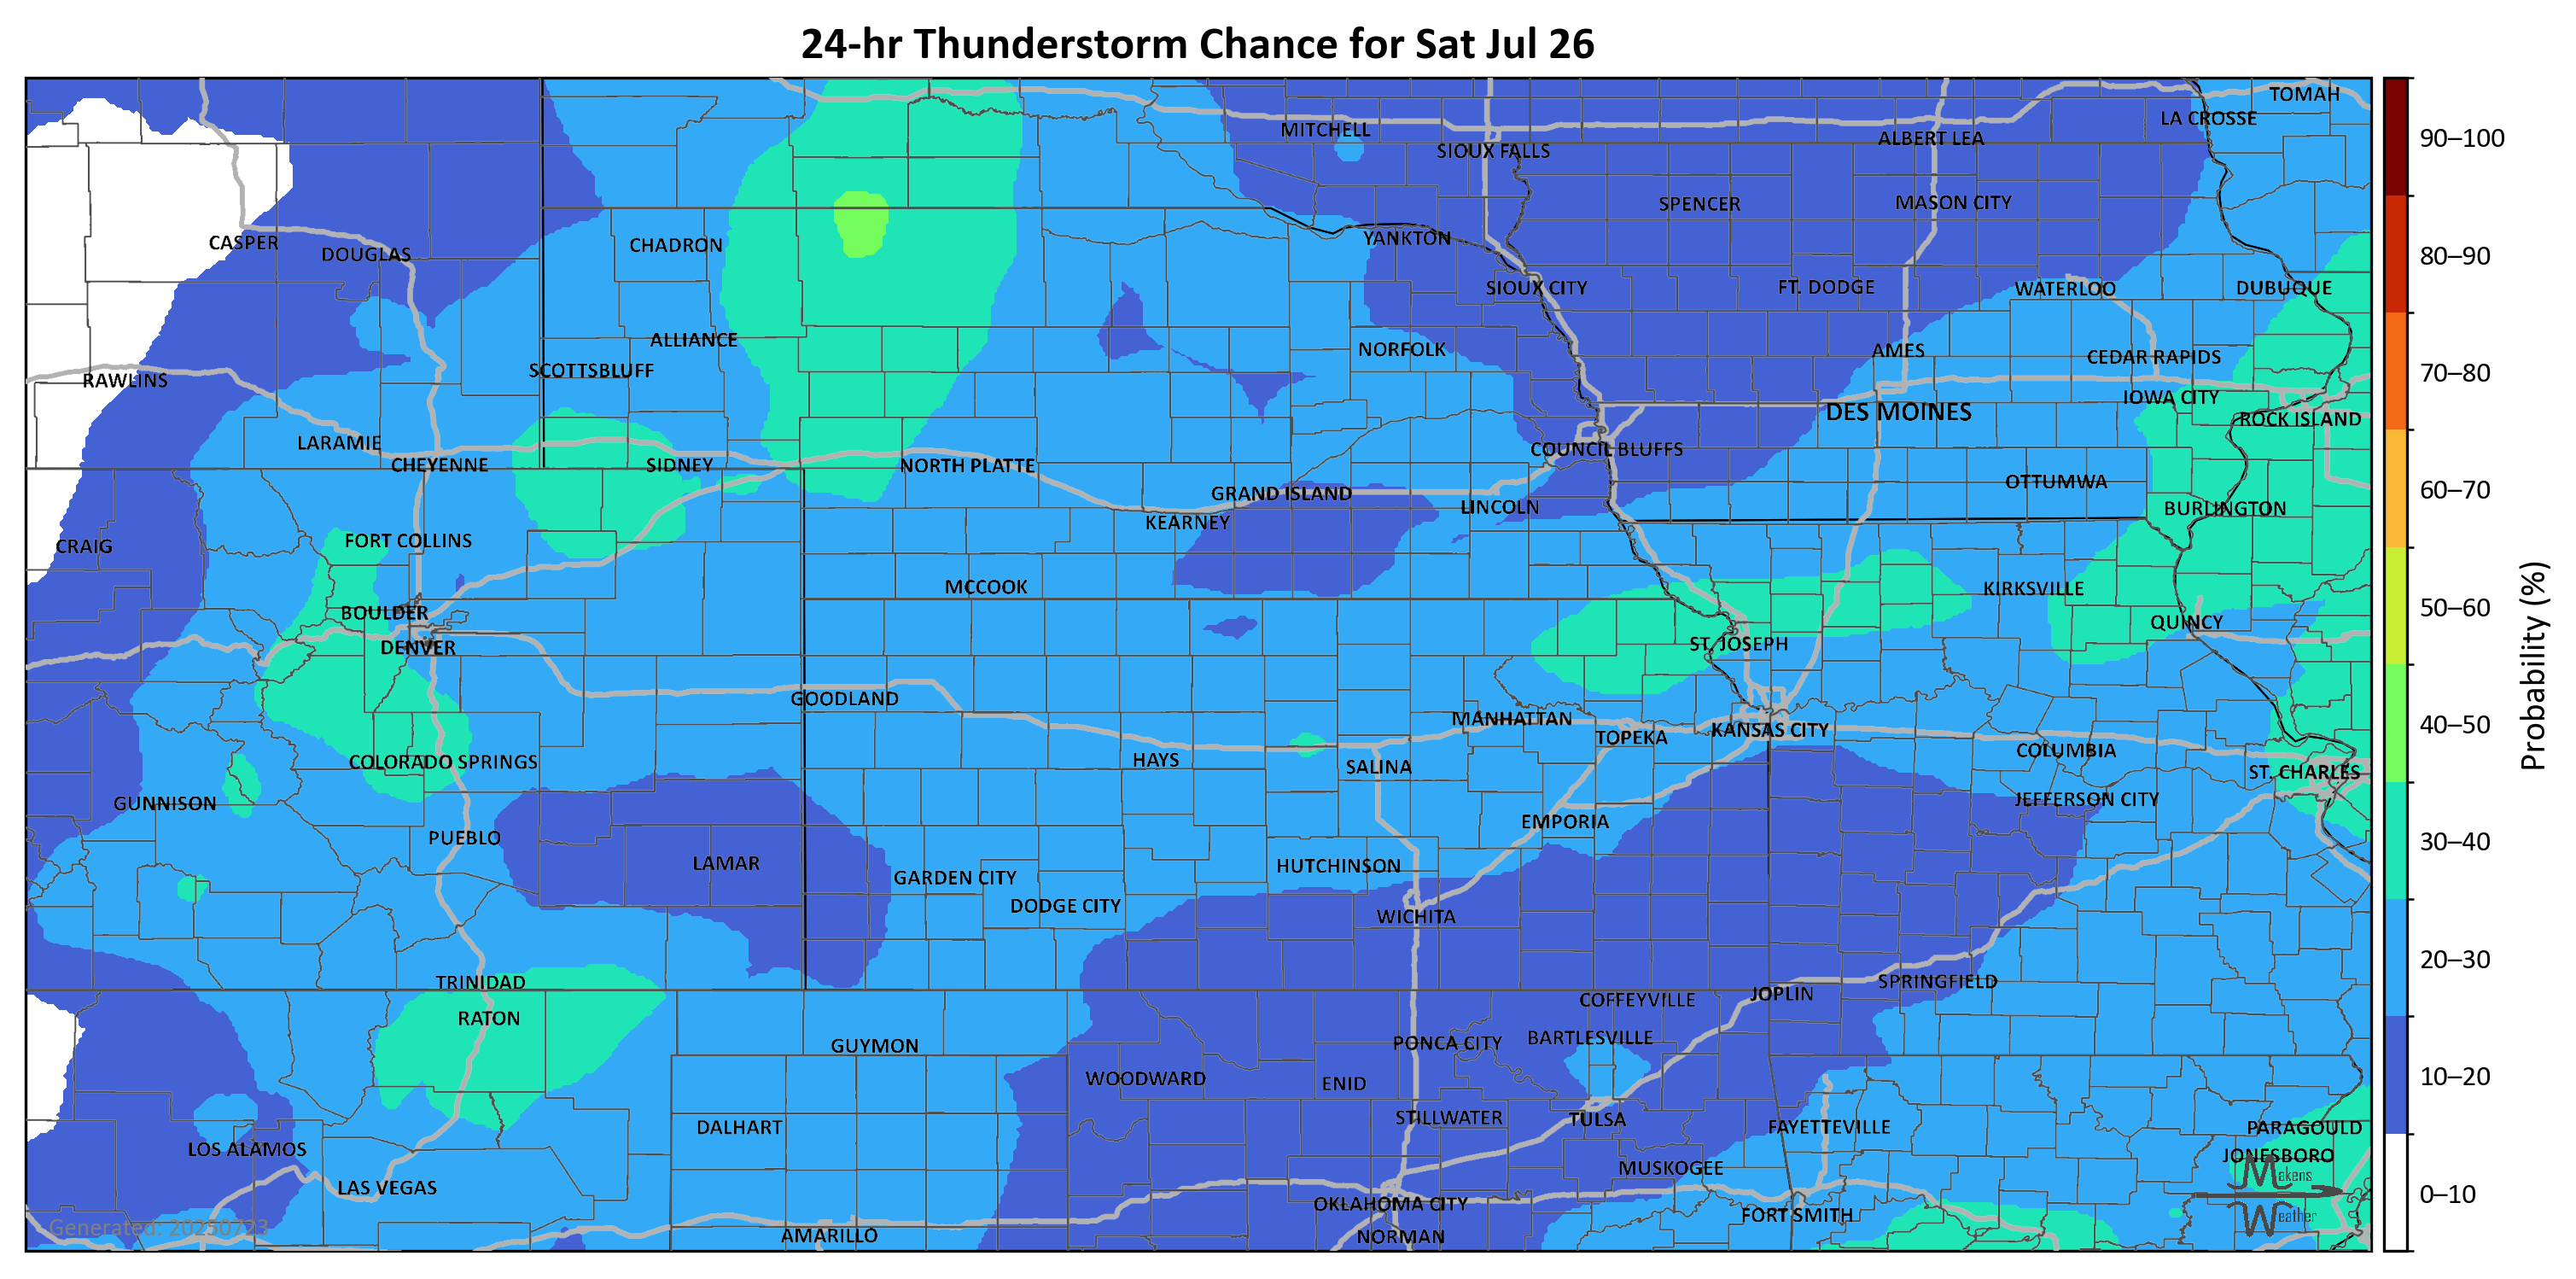 24-hr Thunderstorm Chance for Sat Jul 26
TOMAH
LA CROSSE
MITCHELL
ALBERT LEA
SIOUX FALLS
SPENCER
MASON CITY
CASPER
DOUGLAS
CHADRON
YANKTON
SIOUX CITY
FT. DODGE
WATERLOO
DUBUQUE
ALLIANCE
NORFOLK
AMES
CEDAR RAPIDS
RAWLINS
SCOTTSBLUFF
IOWA CITY
DES MOINES
ROCK ISLAND
LARAMIE
COUNCIL BLUFFS
CHEYENNE
SIDNEY
NORTH PLATTE
OTTUMWA
GRAND ISLAND
LINCOLN
BURLINGTON
KEARNEY
CRAIG
FORT COLLINS
MCCOOK
KIRKSVILLE
BOULDER
QUINCY
DENVER
ST. JOSEPH
GOODLAND
MANHATTAN
TOPEKA
KANSAS CITY
COLUMBIA
COLORADO SPRINGS
HAYS
SALINA
ST. CHARLES
GUNNISON
JEFFERSON CITY
PUEBLO
EMPORIA
LAMAR
HUTCHINSON
GARDEN CITY
DODGE CITY
WICHITA
TRINIDAD
SPRINGFIELD
JOPLIN
COFFEYVILLE
RATON
GUYMON
PONCA CITY
BARTLESVILLE
WOODWARD
ENID
DALHART
STILLWATER
TULSA
FAYETTEVILLE
PARAGOULD
LOS ALAMOS
JONESBORO
MUSKOGEE
LAS VEGAS
OKLAHOMA CITY
FORT SMITH
AMARILLO
NORMAN
Generated: 20250723
Makens
Weather
90–100
80–90
70–80
60–70
50–60
40–50
30–40
20–30
10–20
0–10
Probability (%)